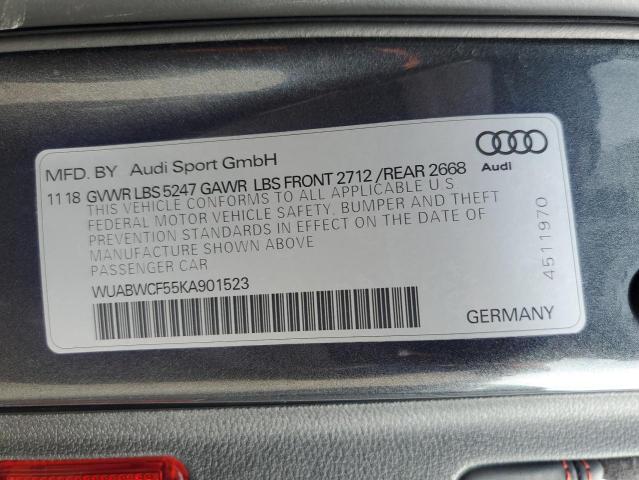 MFD. BY Audi Sport GmbH
Audi
11 18 GVWR LBS 5247 GAWR LBS FRONT 2712 /REAR 2668
THIS VEHICLE CONFORMS TO ALL APPLICABLE U S
FEDERAL MOTOR VEHICLE SAFETY, BUMPER AND THEFT
PREVENTION STANDARDS IN EFFECT ON THE DATE OF
MANUFACTURE SHOWN ABOVE
PASSENGER CAR
WUABWCF55KA901523
4511970
GERMANY